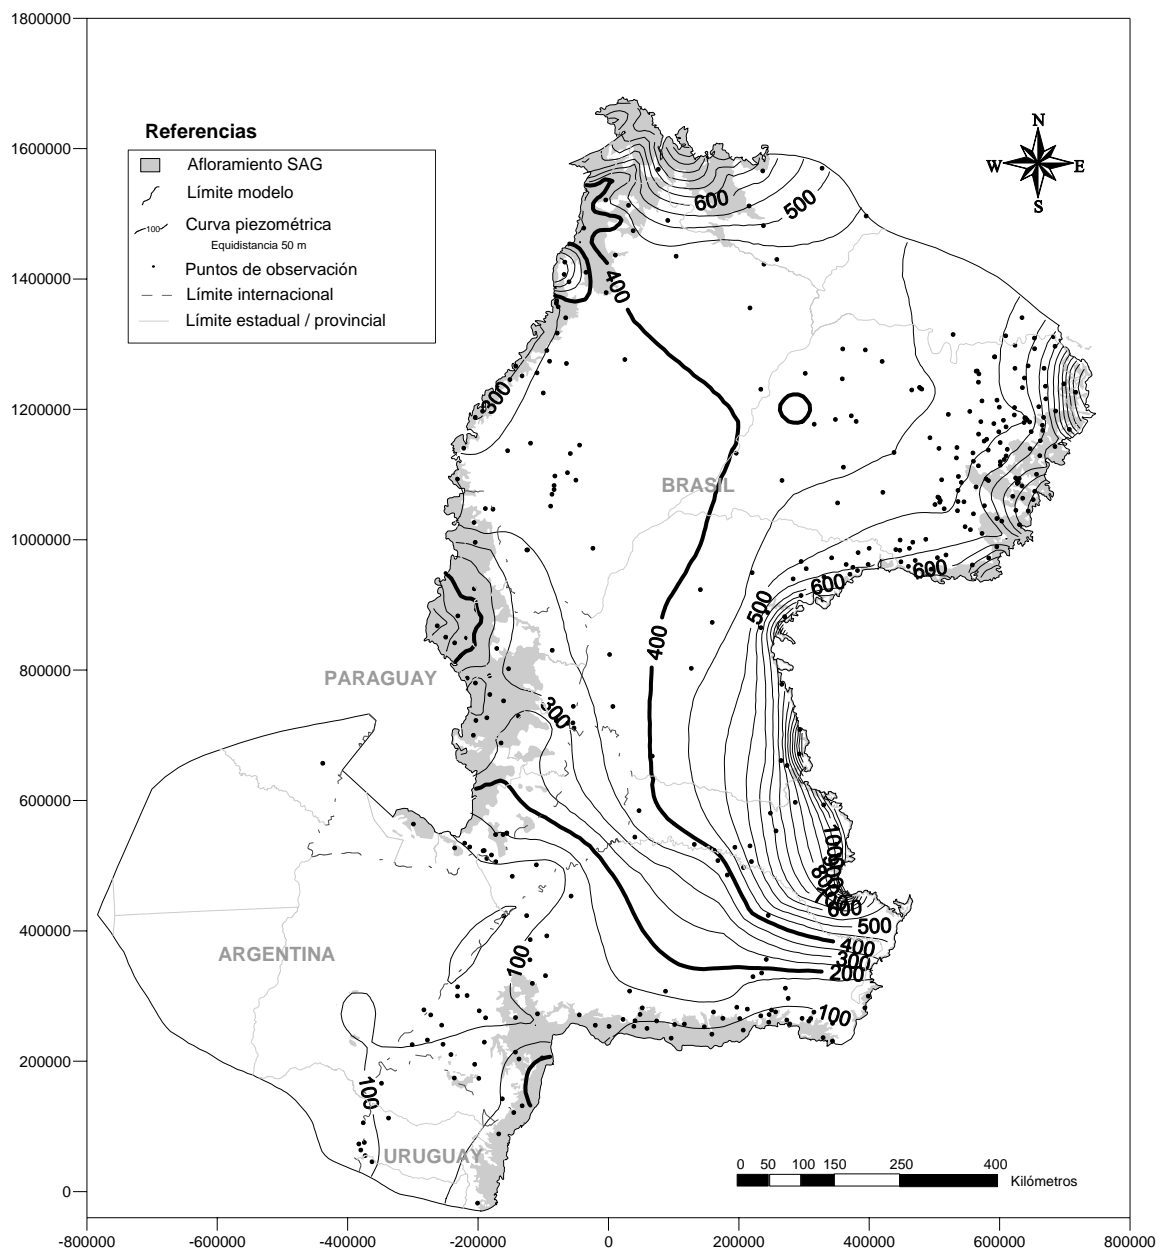 1800000
1600000
1400000
1200000
1000000
800000
600000
400000
200000
0
-800000
-600000
-400000
-200000
0
200000
400000
600000
800000
Referencias
Afloramiento SAG
Límite modelo
100
Curva piezométrica
Equidistancia 50 m
Puntos de observación
Límite internacional
Límite estadual / provincial
N
W
E
S
600
500
400
300
BRASIL
600
600
500
400
PARAGUAY
300
600
500
400
300
200
ARGENTINA
100
100
100
URUGUAY
0
50
100
150
250
400
Kilómetros